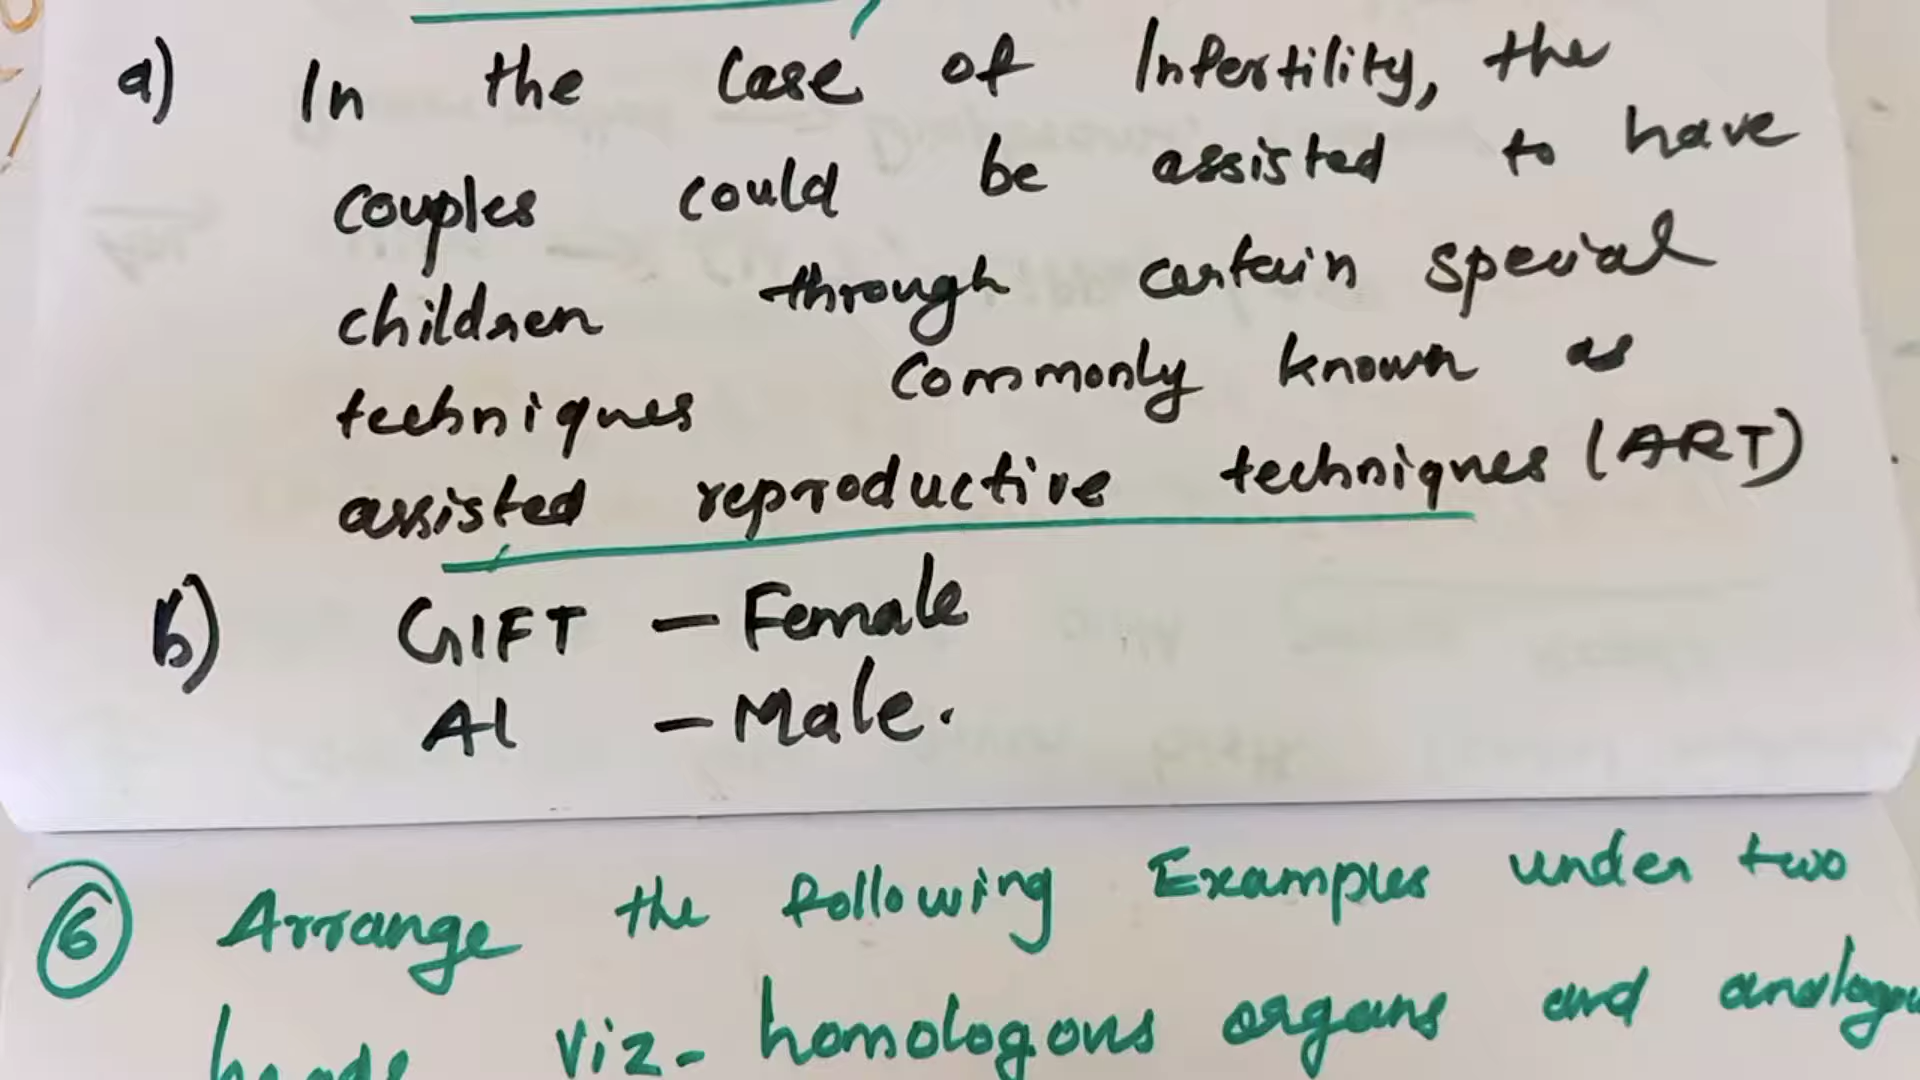 a) In the case of Infertility, the
couples could be assisted to have
children through certain special
techniques commonly known as
assisted reproductive techniques (ART)
b) GIFT - Female
AI - Male.
6 Arrange the following Examples under two
heads viz- homologous organs and